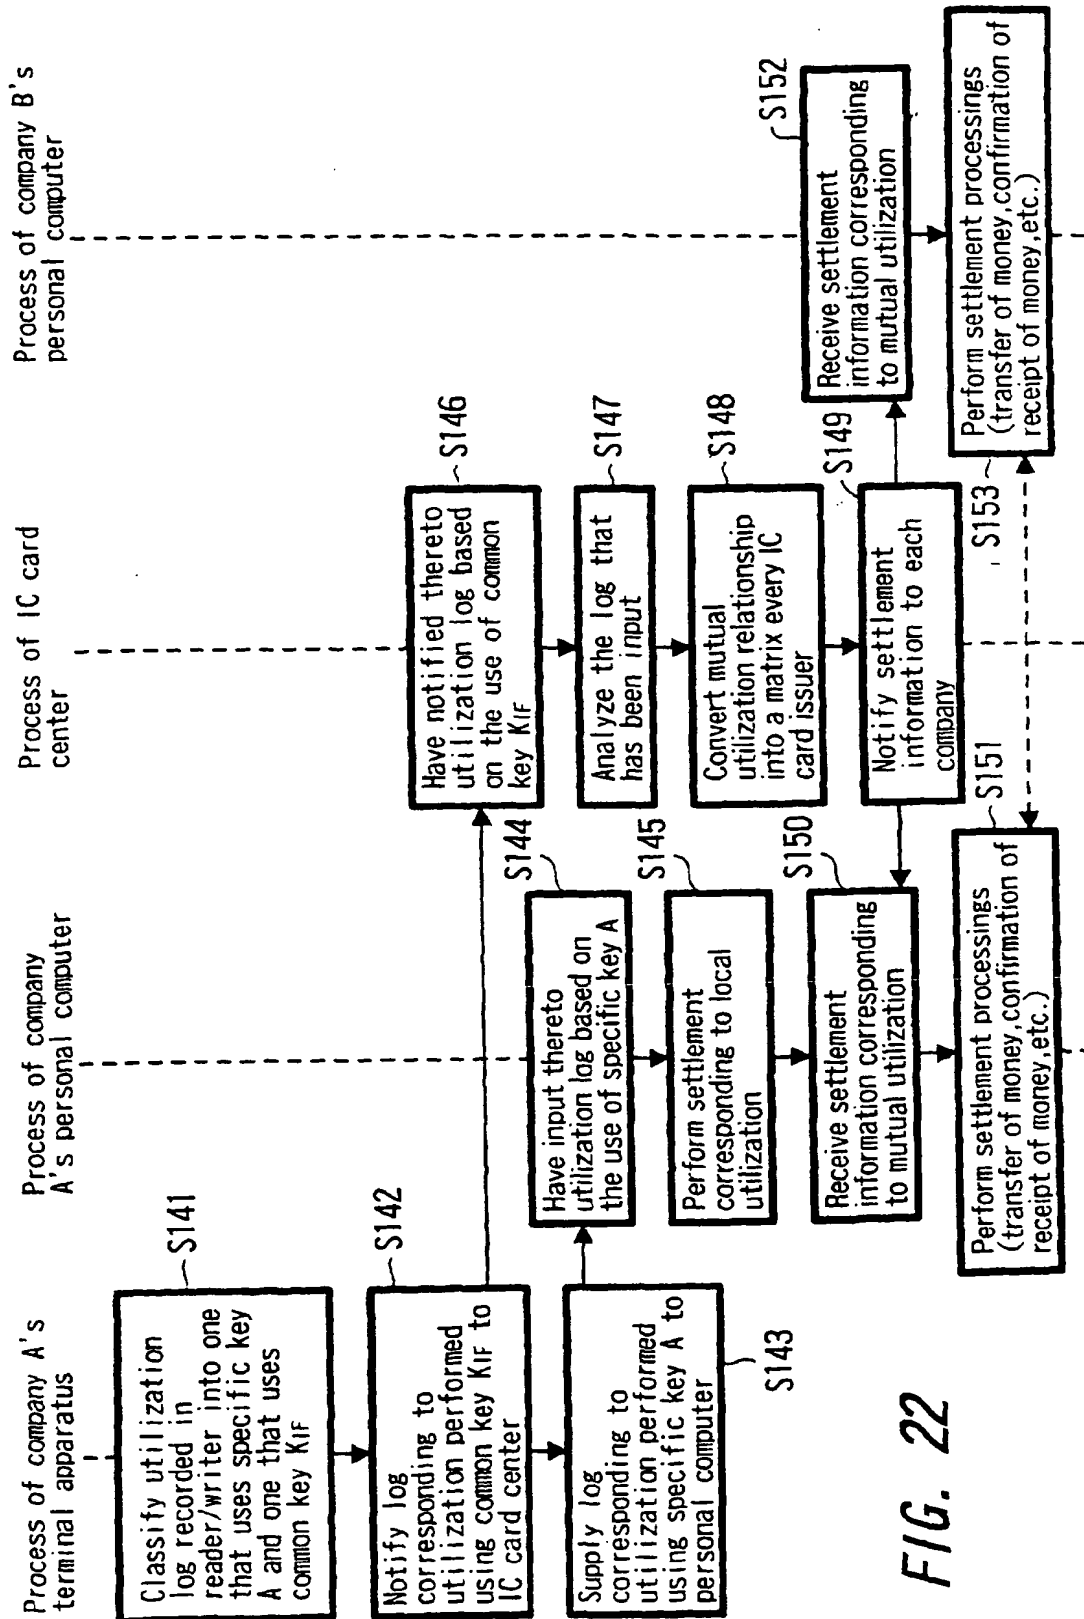 Process of company A's
terminal apparatus
Process of company
A's personal computer
Process of IC card
center
Process of company B's
personal computer
S141
Classify utilization
log recorded in
reader/writer into one
that uses specific key
A and one that uses
common key KIF
S142
Notify log
corresponding to
utilization performed
using common key KIF to
IC card center
Supply log
corresponding to
utilization performed
using specific key A to
personal computer
S143
S144
Have input thereto
utilization log based on
the use of specific key A
S145
Perform settlement
corresponding to local
utilization
S150
Receive settlement
information corresponding
to mutual utilization
S151
Perform settlement processings
(transfer of money,confirmation of
receipt of money,etc.)
S146
Have notified thereto
utilization log based
on the use of common
key KIF
S147
Analyze the log that
has been input
S148
Convert mutual
utilization relationship
into a matrix every IC
card issuer
S149
Notify settlement
information to each
company
S152
Receive settlement
information corresponding
to mutual utilization
S153
Perform settlement processings
(transfer of money,confirmation of
receipt of money,etc.)
FIG. 22